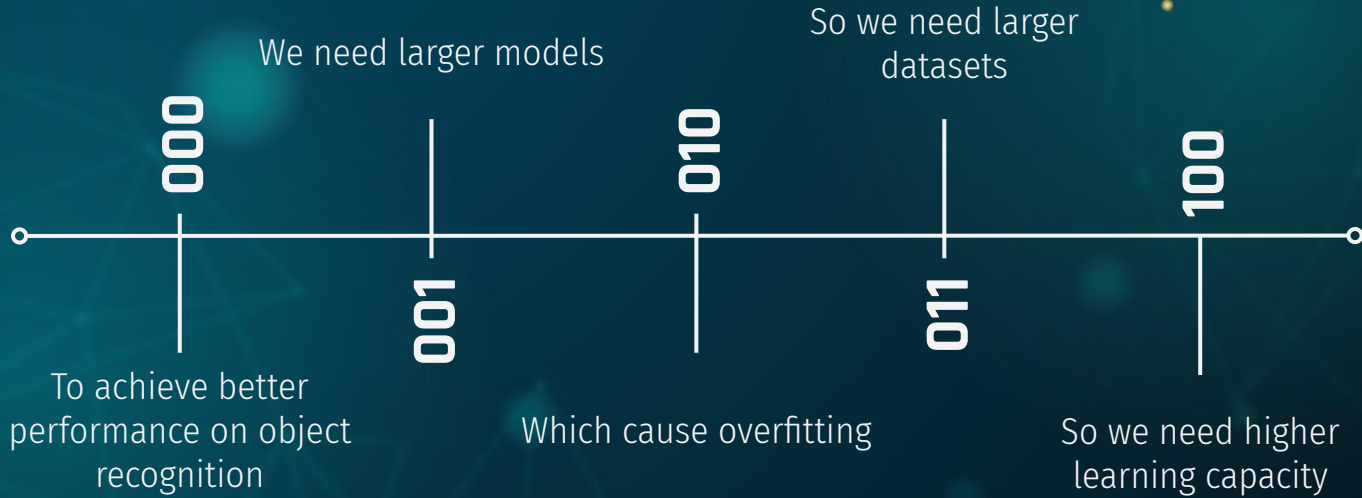 000
To achieve better
performance on object
recognition
We need larger models
001
010
Which cause overfitting
So we need larger
datasets
011
100
So we need higher
learning capacity